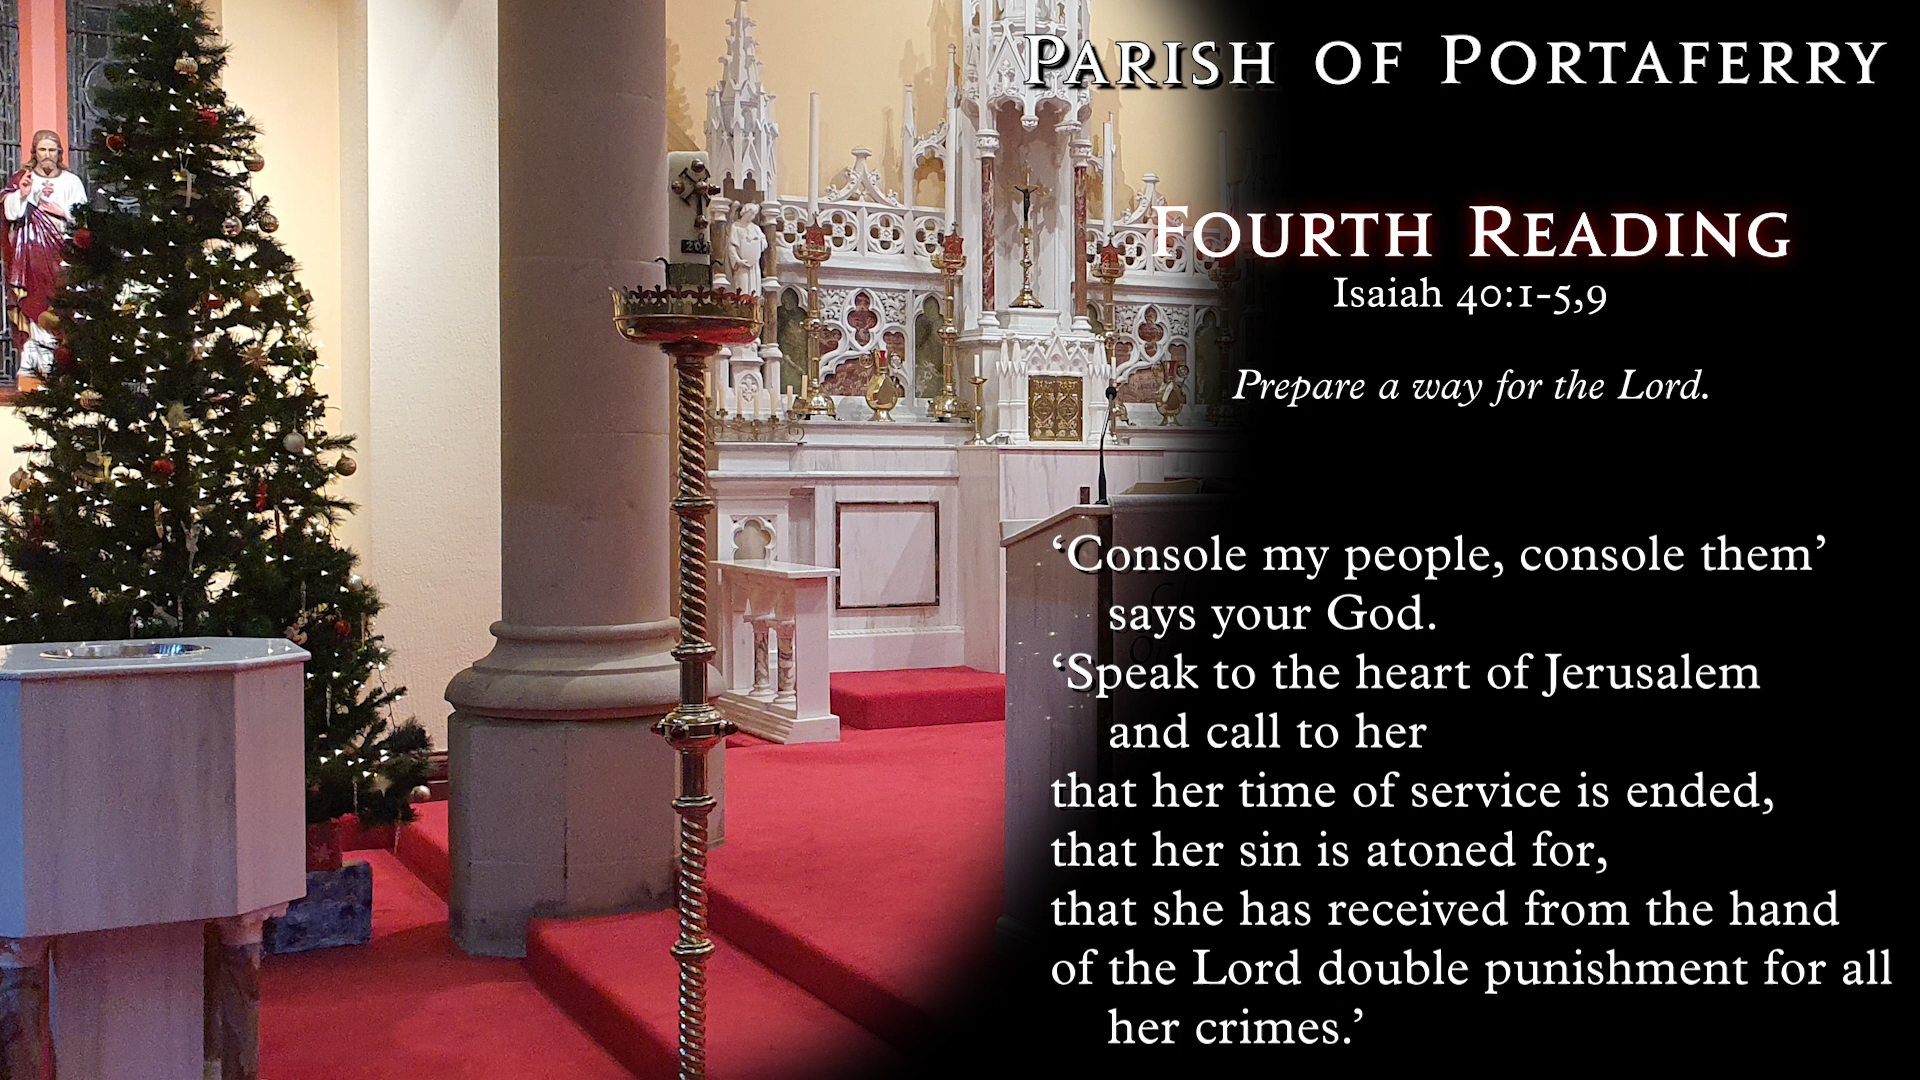 PARISH OF PORTAFERRY
FOURTH READING
Isaiah 40:1-5,9
Prepare a way for the Lord.
‘Console my people, console them’
says your God.
‘Speak to the heart of Jerusalem
and call to her
that her time of service is ended,
that her sin is atoned for,
that she has received from the hand
of the Lord double punishment for all
her crimes.’